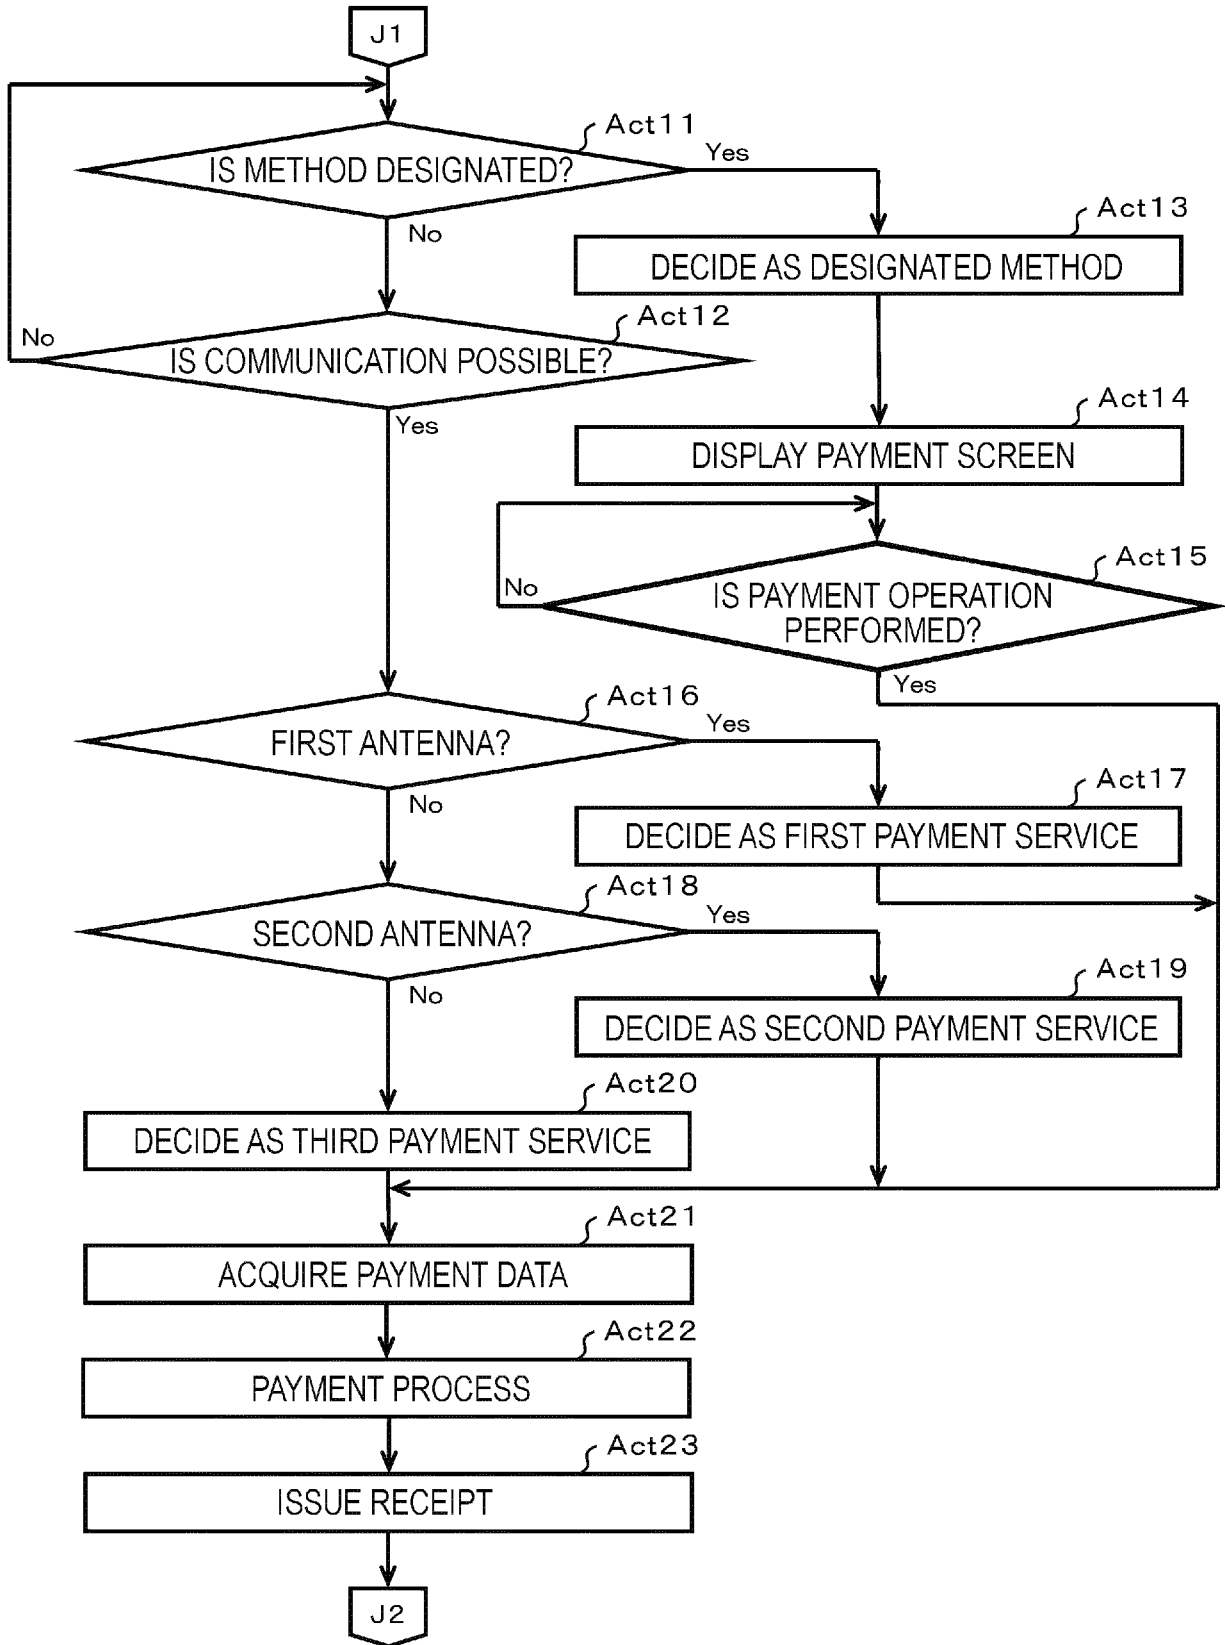 J1
Act11
IS METHOD DESIGNATED?
Yes
No
Act13
DECIDE AS DESIGNATED METHOD
Act12
No
IS COMMUNICATION POSSIBLE?
Yes
Act14
DISPLAY PAYMENT SCREEN
Act15
No
IS PAYMENT OPERATION
PERFORMED?
Yes
Act16
FIRST ANTENNA?
Yes
No
Act17
DECIDE AS FIRST PAYMENT SERVICE
Act18
SECOND ANTENNA?
Yes
No
Act19
DECIDE AS SECOND PAYMENT SERVICE
Act20
DECIDE AS THIRD PAYMENT SERVICE
Act21
ACQUIRE PAYMENT DATA
Act22
PAYMENT PROCESS
Act23
ISSUE RECEIPT
J2